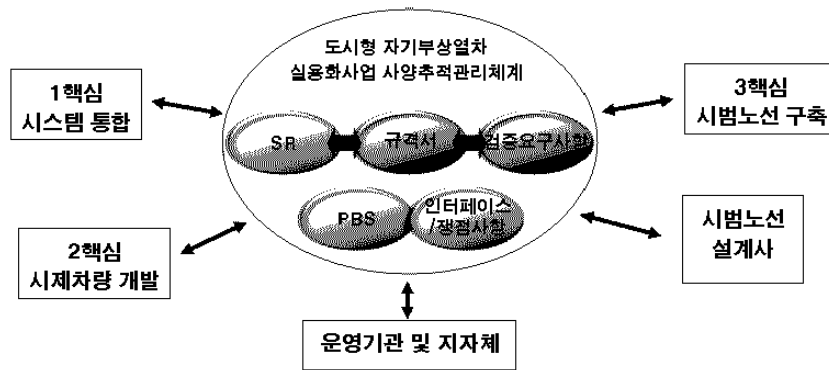 도시형 자기부상열차
실용화사업 사양추적관리체계
1핵심
시스템 통합
3핵심
시범노선 구축
SR
규격서
검증요구사항
PBS
인터페이스
/쟁점사항
2핵심
시제차량 개발
시범노선
설계사
운영기관 및 지자체